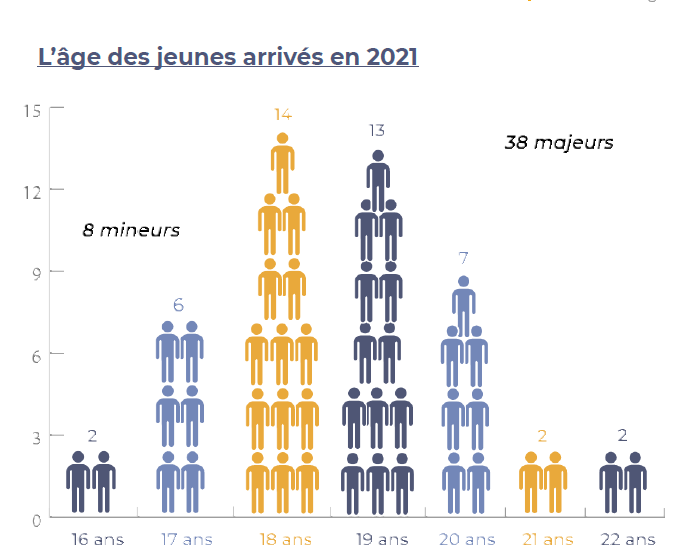 L'âge des jeunes arrivés en 2021
15
12
9
6
3
0
8 mineurs
38 majeurs
2
6
14
13
7
2
2
16 ans
17 ans
18 ans
19 ans
20 ans
21 ans
22 ans